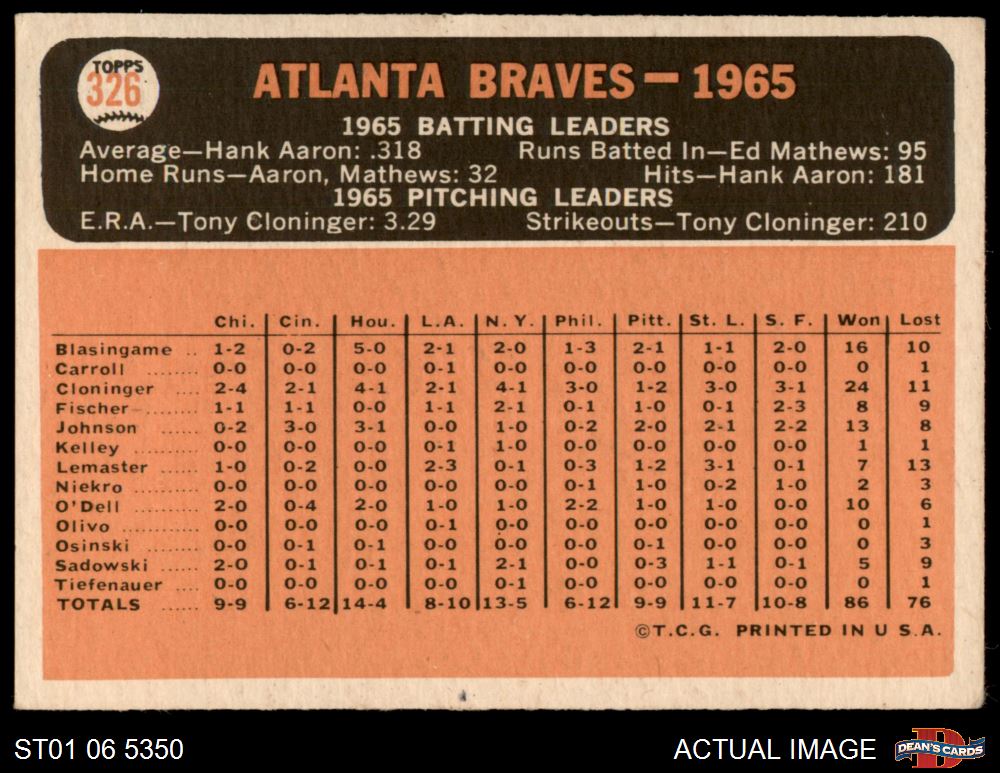 TOPPS
326
ATLANTA BRAVES—1965
1965 BATTING LEADERS
Average—Hank Aaron: .318 Runs Batted In—Ed Mathews: 95
Home Runs—Aaron, Mathews: 32 Hits—Hank Aaron: 181
1965 PITCHING LEADERS
E.R.A.—Tony Cloninger: 3.29 Strikeouts—Tony Cloninger: 210
Chi. Cin. Hou. L.A. N.Y. Phil. Pitt. St. L. S. F. Won Lost
Blasingame .. 1-2 0-2 5-0 2-1 2-0 1-3 2-1 1-1 2-0 16 10
Carroll ........ 0-0 0-0 0-0 0-1 0-0 0-0 0-0 0-0 0-0 0 1
Cloninger .... 2-4 2-1 4-1 2-1 4-1 3-0 1-2 3-0 3-1 24 11
Fischer ........ 1-1 1-1 0-0 1-1 2-1 0-1 1-0 0-1 2-3 8 9
Johnson ...... 0-2 3-0 3-1 0-0 1-0 0-2 2-0 2-1 2-2 13 8
Kelley ......... 0-0 0-0 0-0 0-1 1-0 0-0 0-0 0-0 0-0 1 1
Lemaster ...... 1-0 0-2 0-0 2-3 0-1 0-3 1-2 3-1 0-1 7 13
Niekro .......... 0-0 0-0 0-0 0-0 0-0 0-1 1-0 0-2 1-0 2 3
O'Dell .......... 2-0 0-4 2-0 1-0 1-0 2-2 1-0 1-0 0-0 10 6
Olivo ............ 0-0 0-0 0-0 0-1 0-0 0-0 0-0 0-0 0-0 0 1
Osinski ........ 0-0 0-1 0-1 0-0 0-0 0-0 0-1 0-0 0-0 0 3
Sadowski ...... 2-0 0-1 0-1 0-1 2-1 0-0 0-3 1-1 0-1 5 9
Tiefenauer .... 0-0 0-0 0-0 0-0 0-1 0-0 0-0 0-0 0-0 0 1
TOTALS ...... 9-9 6-12 14-4 8-10 13-5 6-12 9-9 11-7 10-8 86 76
©T.C.G. PRINTED IN U S.A.
ST01 06 5350 ACTUAL IMAGE
D
DEAN'S CARDS